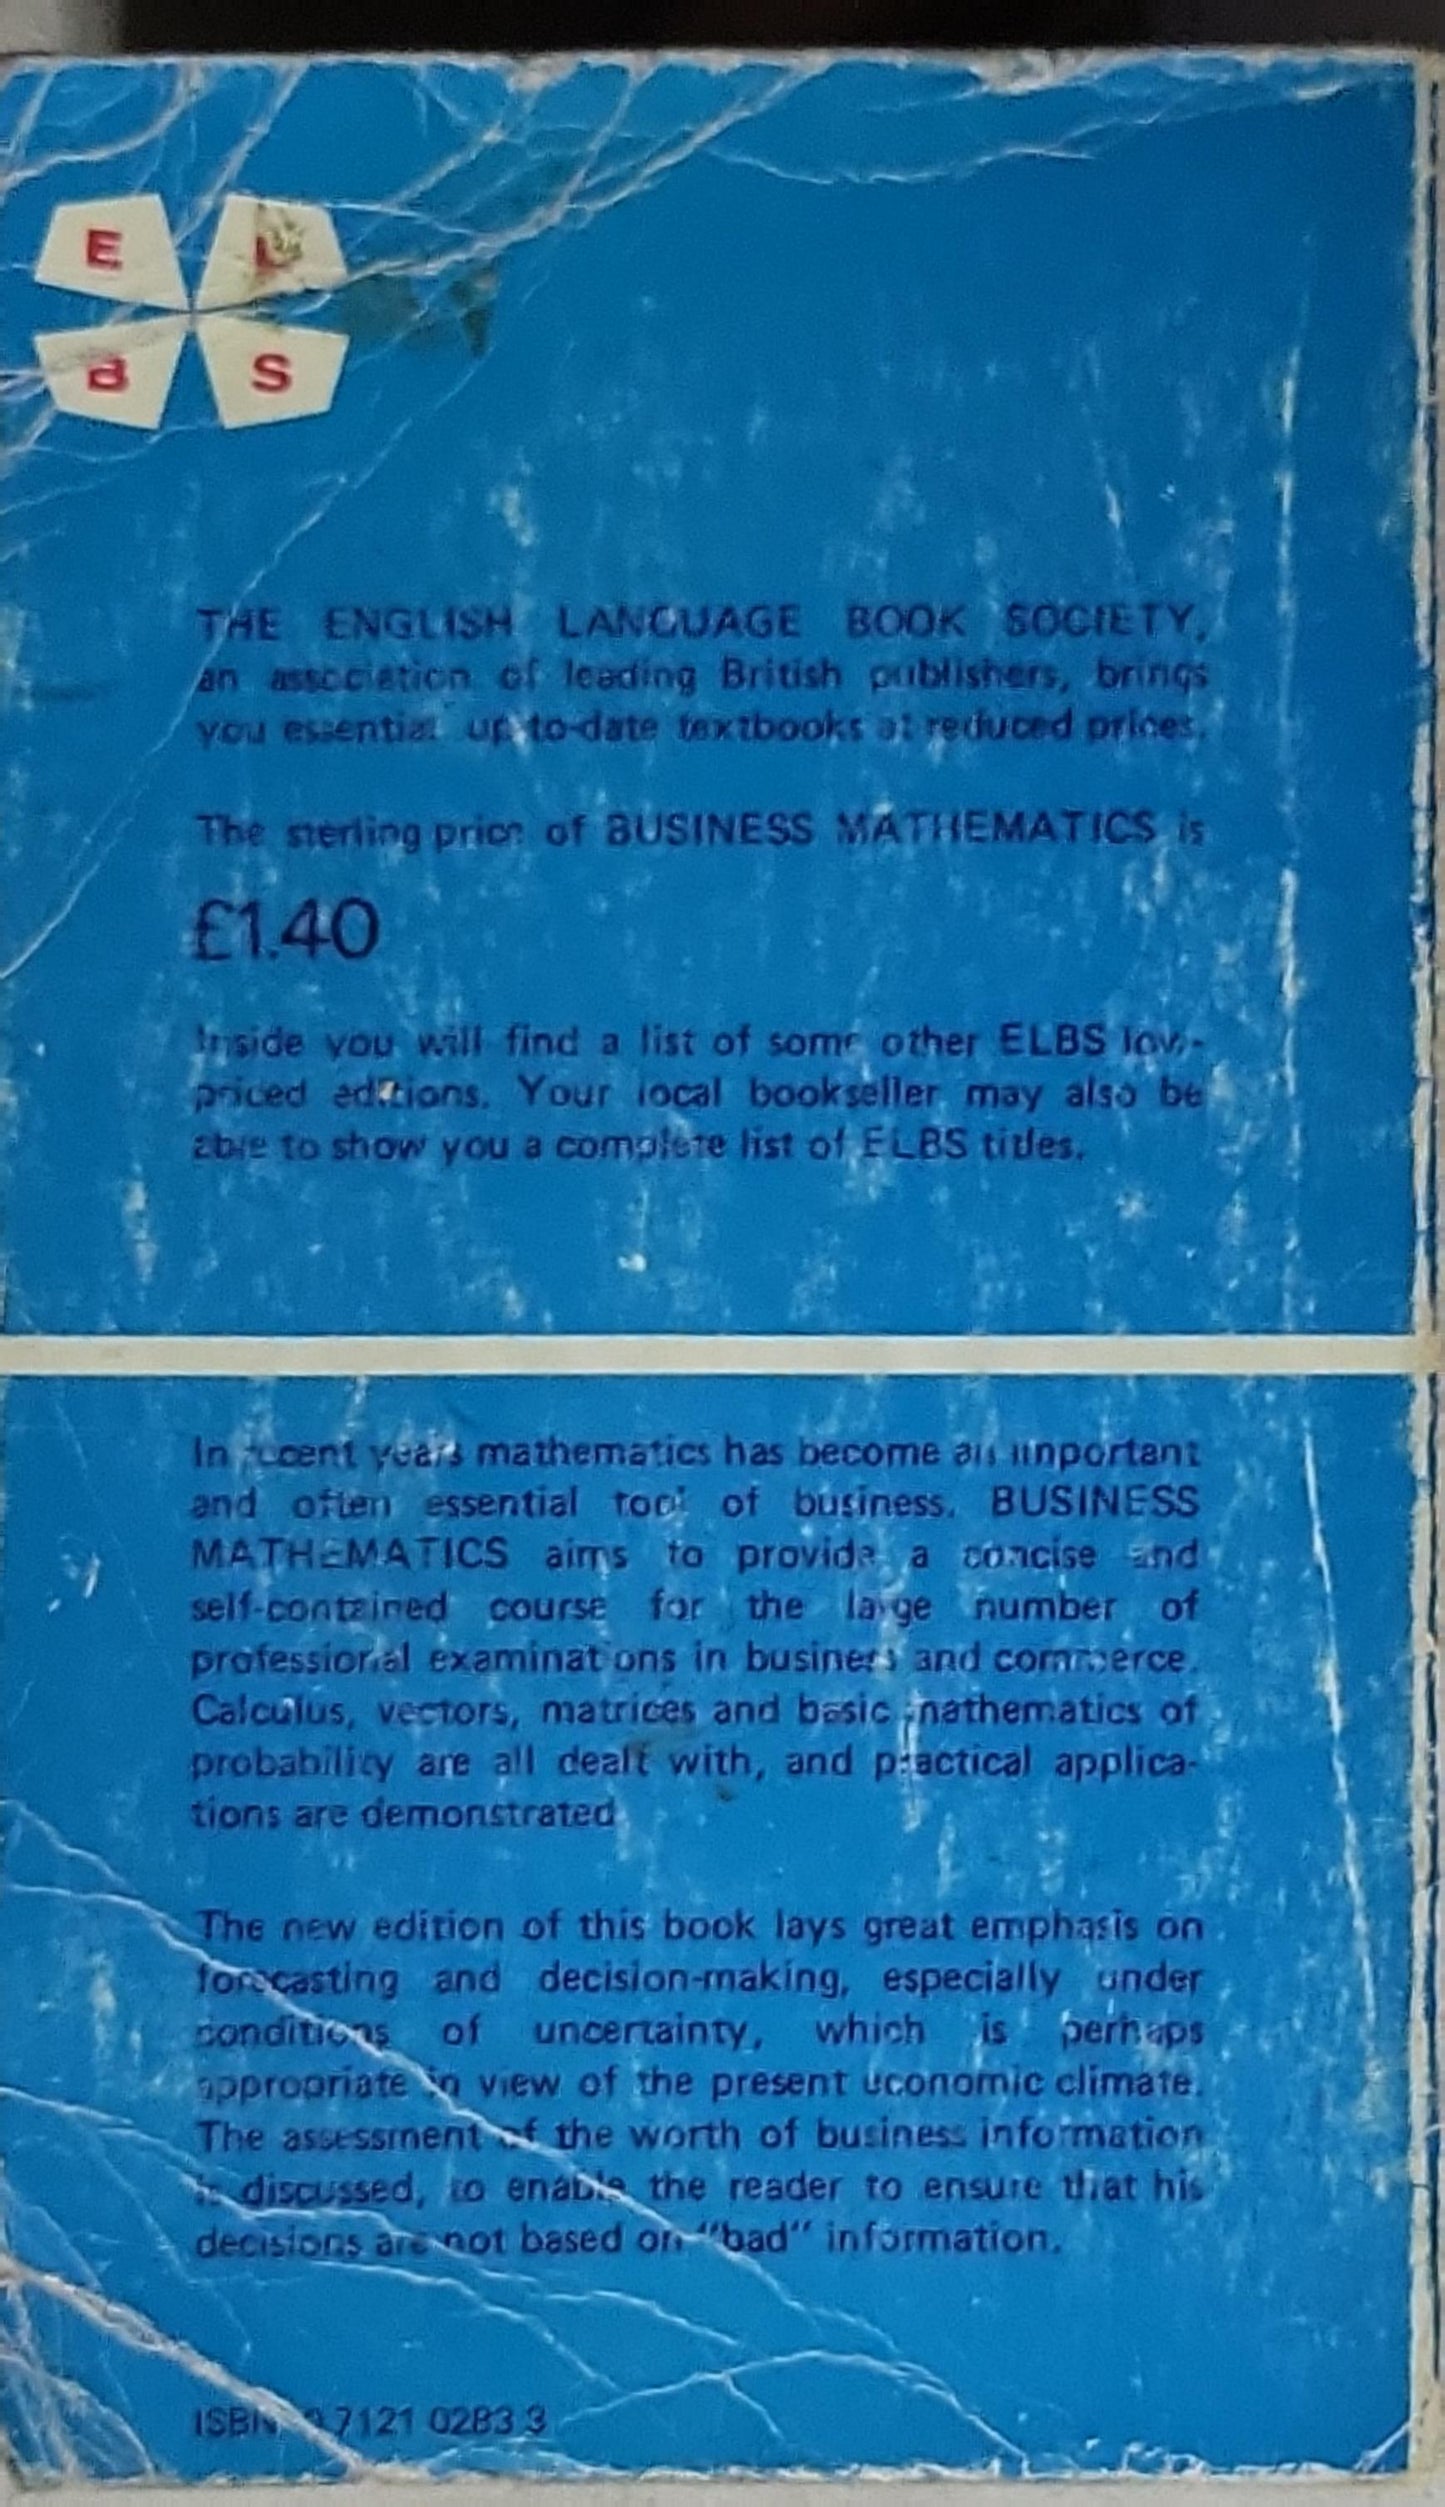 E L
B S
THE ENGLISH LANGUAGE BOOK SOCIETY,
an association of leading British publishers, brings
you essential up-to-date textbooks at reduced prices.
The sterling price of BUSINESS MATHEMATICS is
£1.40
Inside you will find a list of some other ELBS low-
priced editions. Your local bookseller may also be
able to show you a complete list of ELBS titles.
In recent years mathematics has become an important
and often essential tool of business. BUSINESS
MATHEMATICS aims to provide a concise and
self-contained course for the large number of
professional examinations in business and commerce.
Calculus, vectors, matrices and basic mathematics of
probability are all dealt with, and practical applica-
tions are demonstrated
The new edition of this book lays great emphasis on
forecasting and decision-making, especially under
conditions of uncertainty, which is perhaps
appropriate in view of the present economic climate.
The assessment of the worth of business information
is discussed, to enable the reader to ensure that his
decisions are not based on "bad" information.
ISBN 0 7121 0283 3